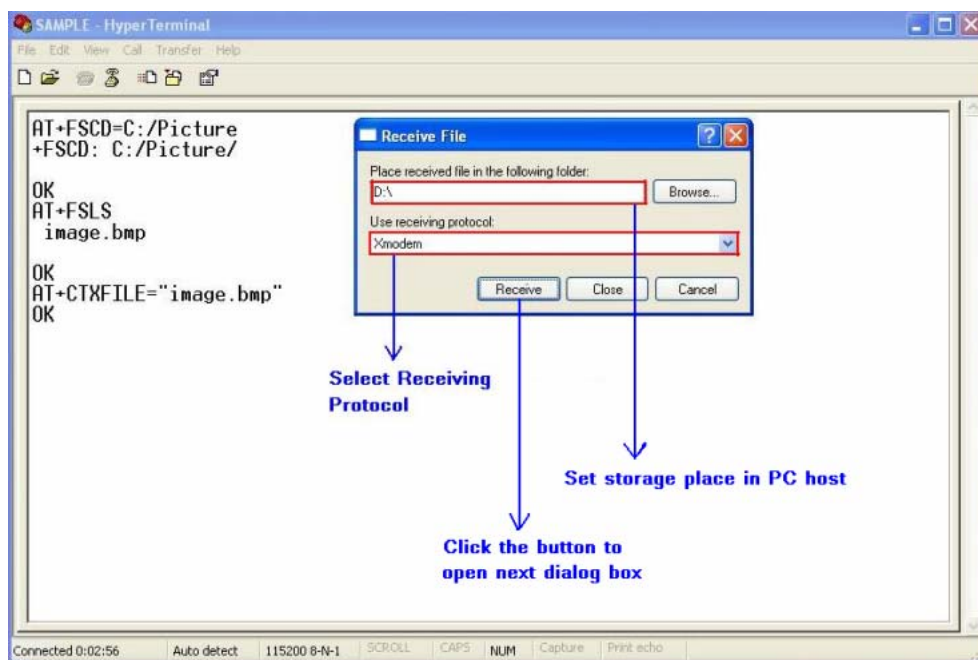 SAMPLE - HyperTerminal
File Edit View Call Transfer Help
AT+FSCD=C:/Picture
+FSCD: C:/Picture/
OK
AT+FSLS
image.bmp
OK
AT+CTXFILE="image.bmp"
OK
Receive File
Place received file in the following folder:
D:\
Browse...
Use receiving protocol:
Xmodem
Receive Close Cancel
Select Receiving
Protocol
Set storage place in PC host
Click the button to
open next dialog box
Connected 0:02:56 Auto detect 115200 8-N-1 SCROLL CAPS NUM Capture Print echo